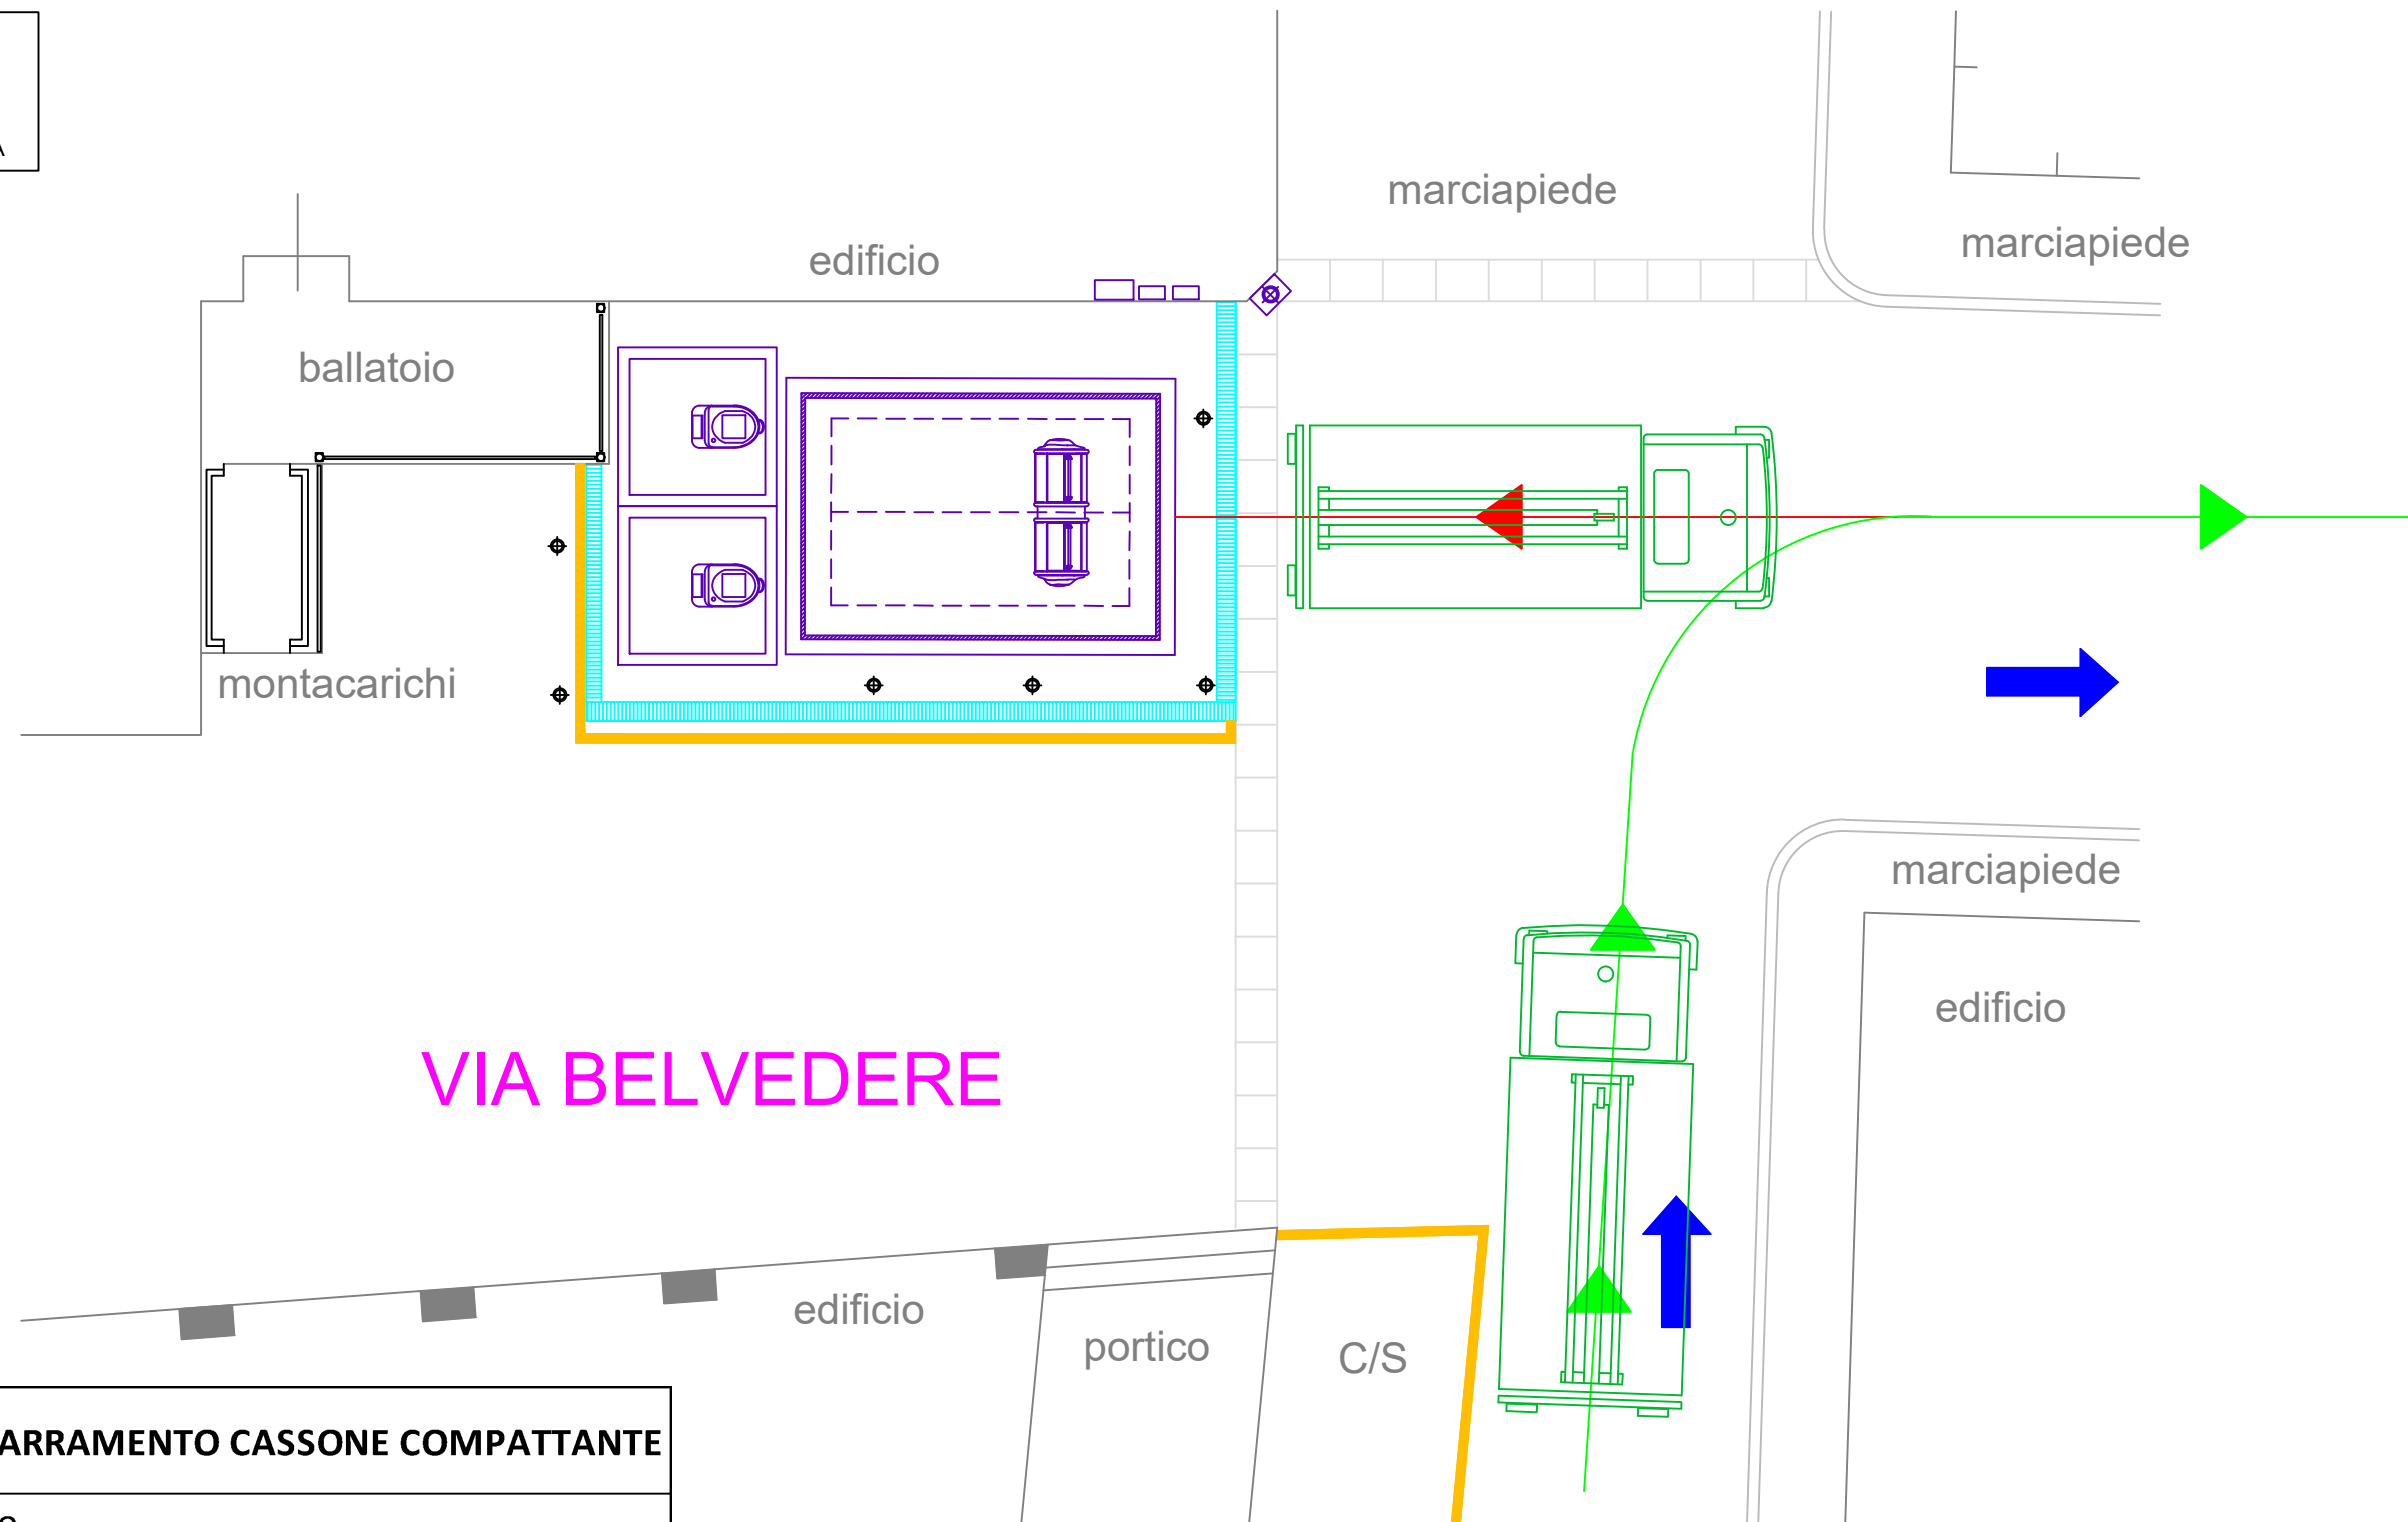 marciapiede
marciapiede
edificio
ballatoio
montacarichi
marciapiede
edificio
VIA BELVEDERE
edificio
portico
C/S
ARRAMENTO CASSONE COMPATTANTE